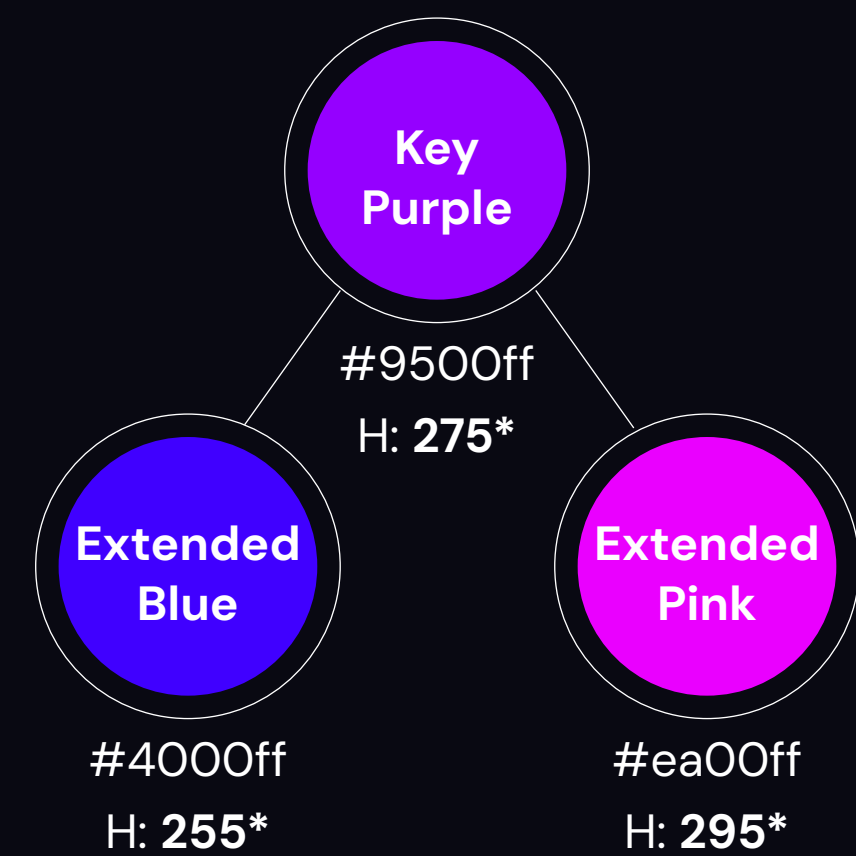 Key
Purple
#9500ff
H: 275*
Extended
Blue
#4000ff
H: 255*
Extended
Pink
#ea00ff
H: 295*